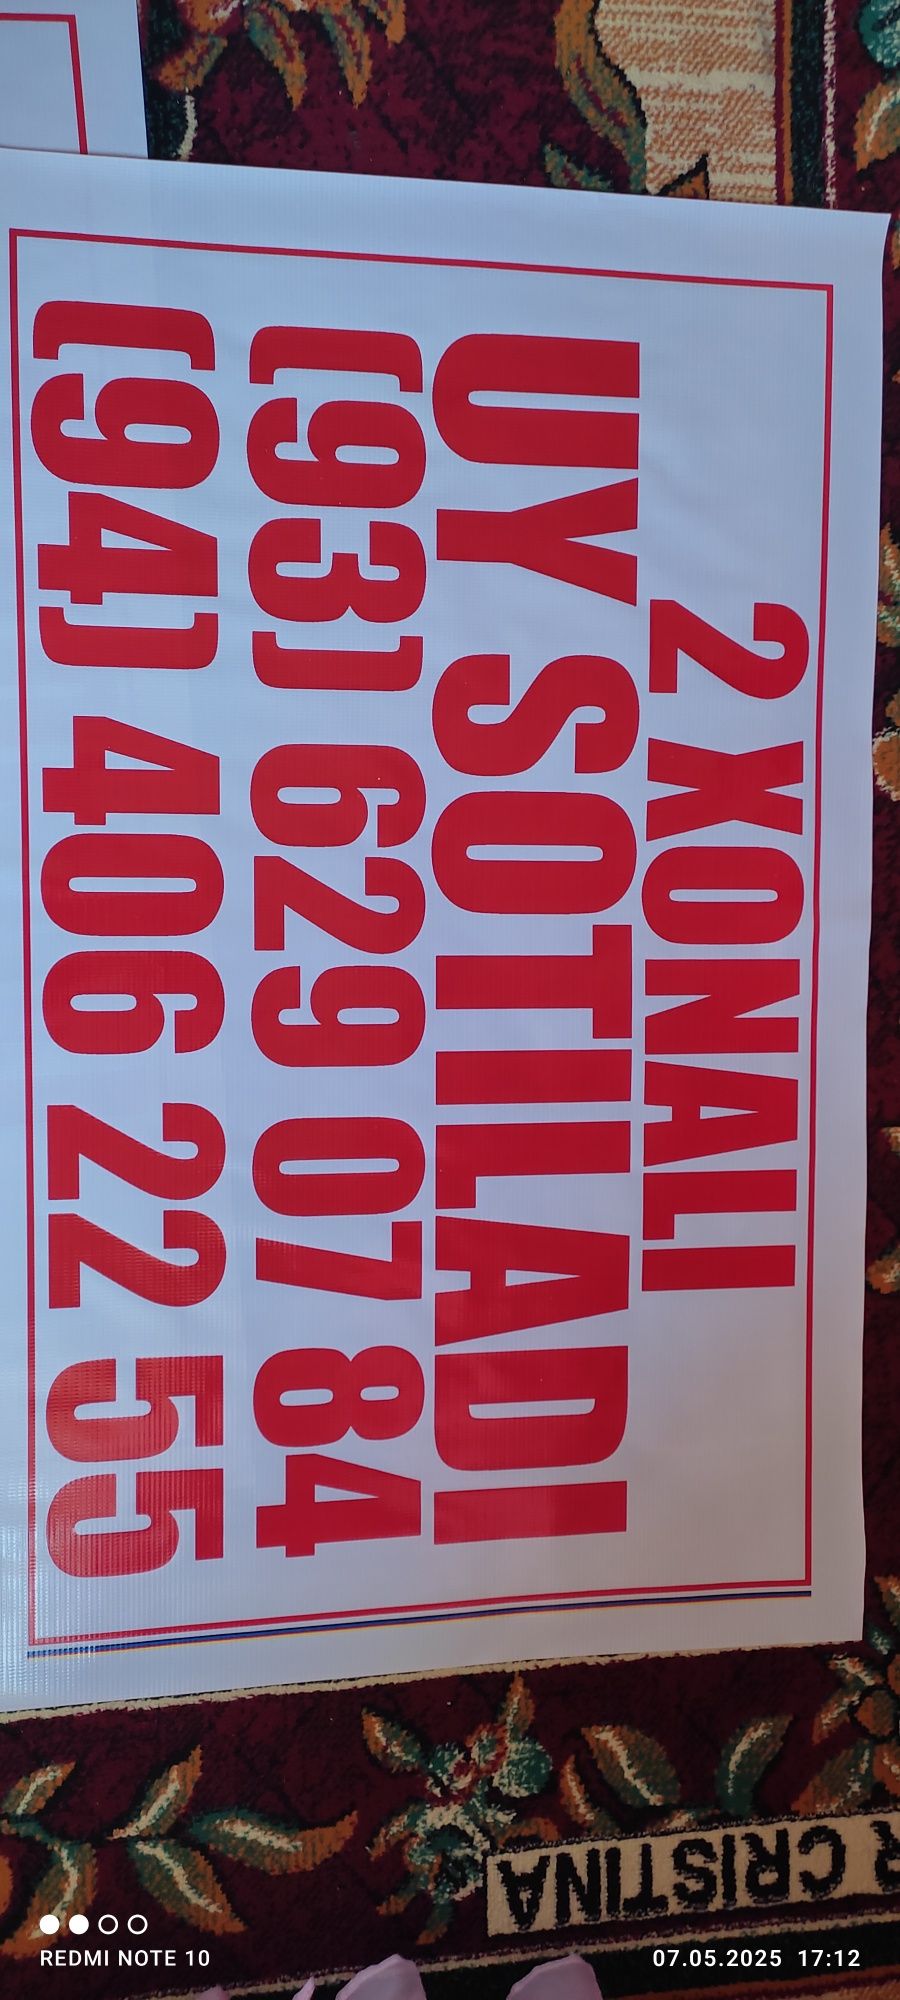 2 XONALI
UY SOTILADI
(93) 629 07 84
(94) 406 22 55
R CRISTINA
REDMI NOTE 10
07.05.2025 17:12